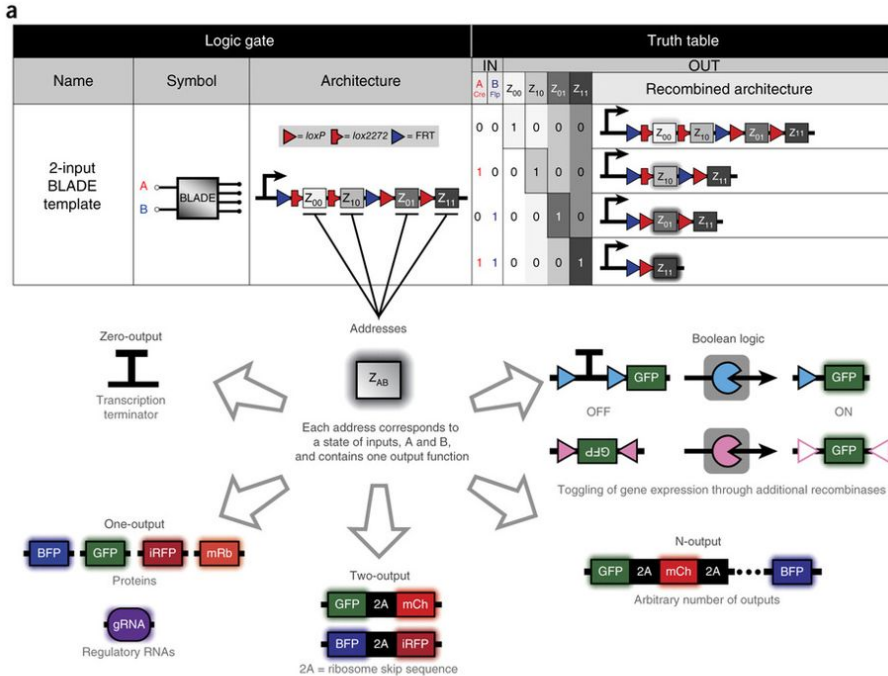 a
Logic gate
Truth table
IN
OUT
Name
Symbol
Architecture
A
Cre
B
Flp
Z00
Z10
Z01
Z11
Recombined architecture
2-input
BLADE
template
A
B
BLADE
= loxP = lox2272 = FRT
Z00 Z10 Z01 Z11
0 0 1 0 0 0
Z00 Z10 Z01 Z11
1 0 0 1 0 0
Z10 Z11
0 1 0 0 1 0
Z01 Z11
1 1 0 0 0 1
Z11
Addresses
ZAB
Each address corresponds to
a state of inputs, A and B,
and contains one output function
Zero-output
Transcription
terminator
Boolean logic
GFP
GFP
OFF
ON
GFP
GFP
Toggling of gene expression through additional recombinases
One-output
BFP GFP iRFP mRb
Proteins
gRNA
Regulatory RNAs
Two-output
GFP 2A mCh
BFP 2A iRFP
2A = ribosome skip sequence
N-output
GFP 2A mCh 2A BFP
Arbitrary number of outputs